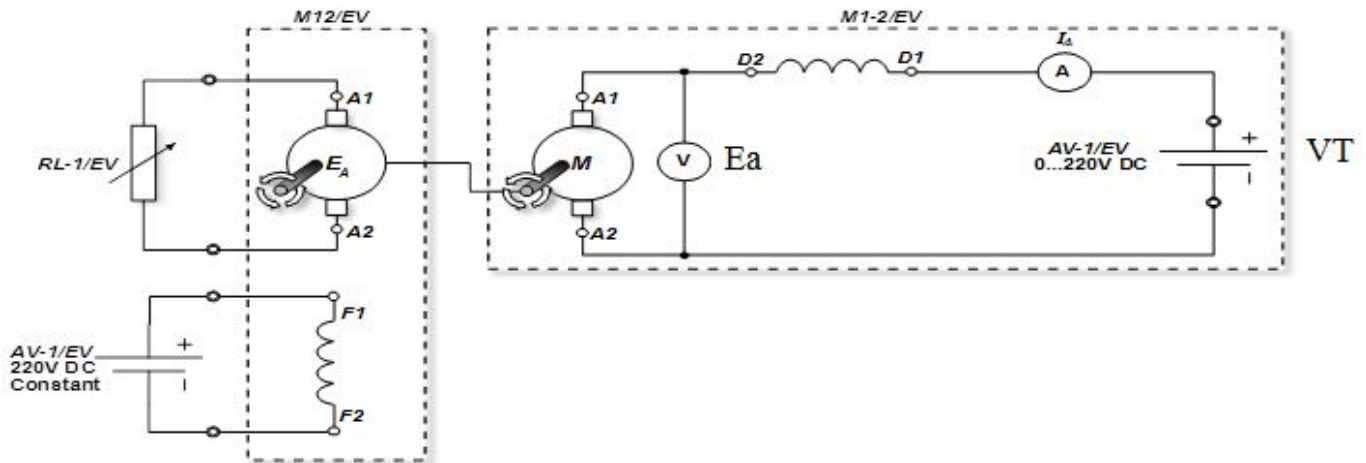 M12/EV
M1-2/EV
A1
RL-1/EV
E_A
A2
F1
AV-1/EV
220V DC
Constant
+
–
F2
A1
M
A2
V
Ea
D2
D1
I_A
A
AV-1/EV
0...220V DC
+
–
VT